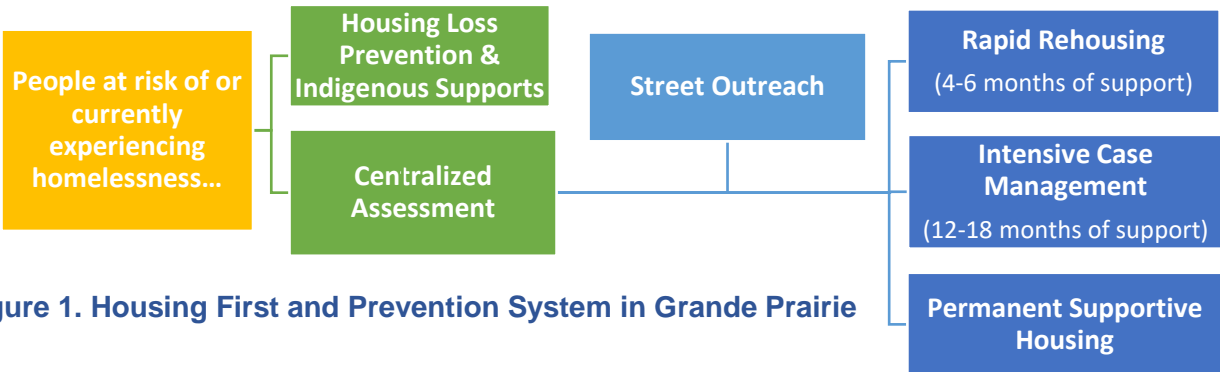 People at risk of or
currently
experiencing
homelessness…
Housing Loss
Prevention &
Indigenous Supports
Centralized
Assessment
Street Outreach
Rapid Rehousing
(4-6 months of support)
Intensive Case
Management
(12-18 months of support)
Permanent Supportive
Housing
gure 1. Housing First and Prevention System in Grande Prairie